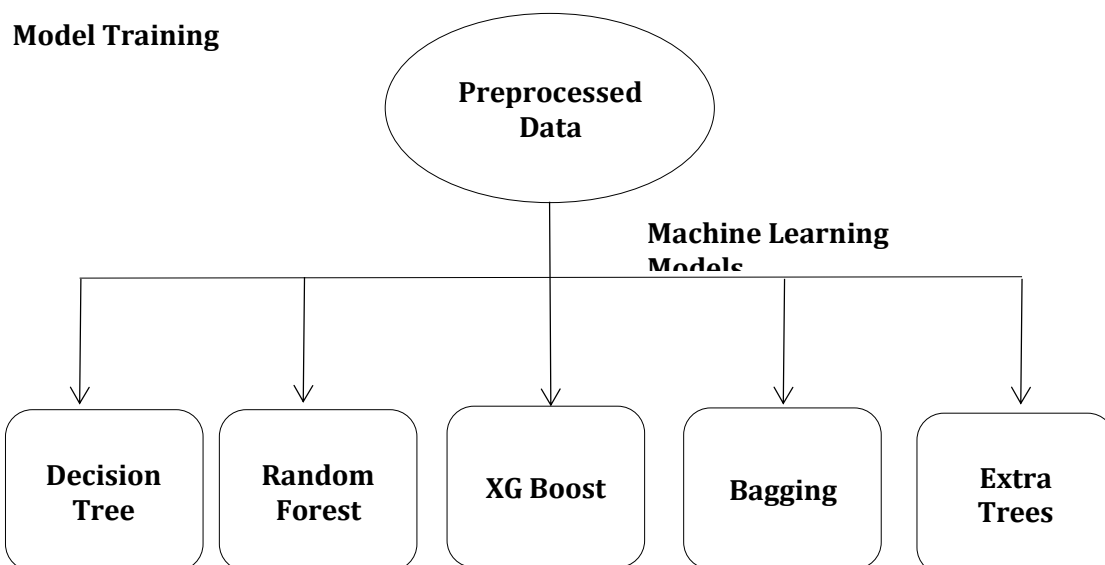 Model Training
Preprocessed
Data
Machine Learning
Models
Decision
Tree
Random
Forest
XG Boost
Bagging
Extra
Trees